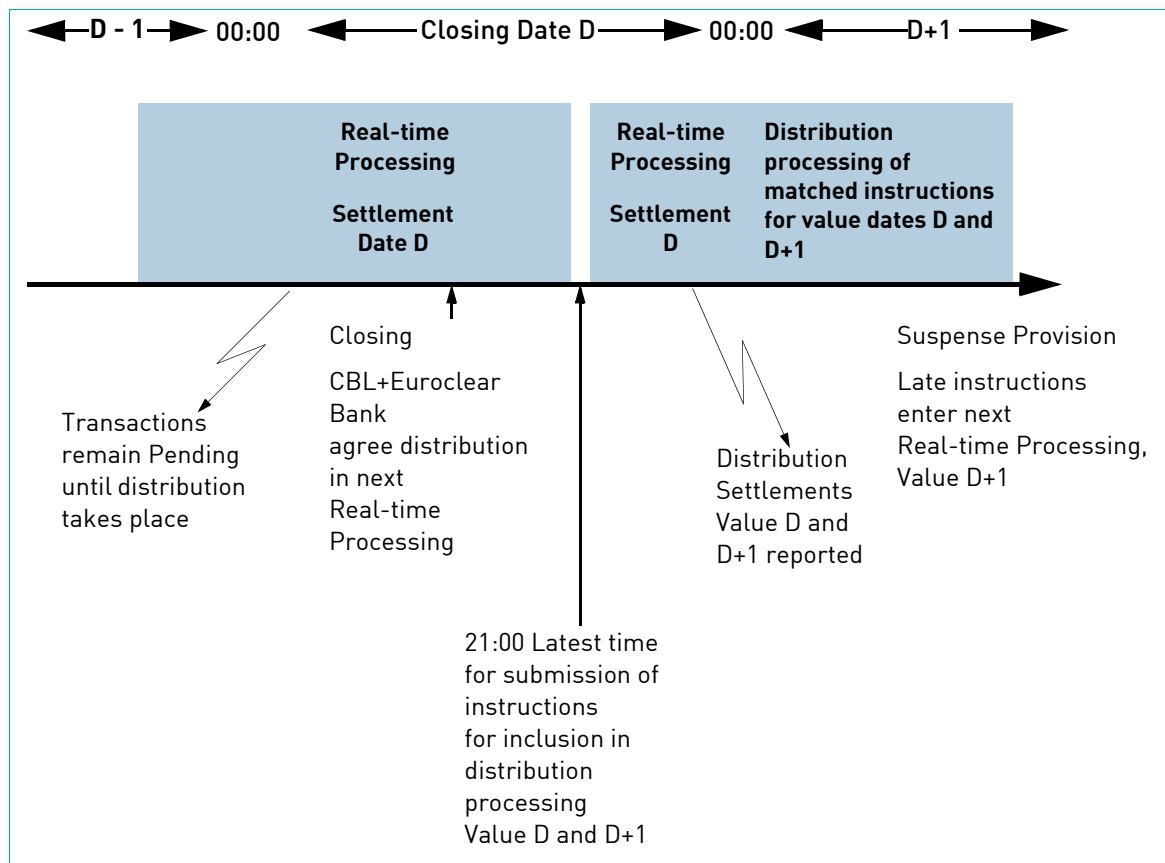 D - 1 00:00 Closing Date D 00:00 D+1
Real-time
Processing
Settlement
Date D
Real-time
Processing
Settlement
D
Distribution
processing of
matched instructions
for value dates D and
D+1
Transactions
remain Pending
until distribution
takes place
Closing
CBL+Euroclear
Bank
agree distribution
in next
Real-time
Processing
21:00 Latest time
for submission of
instructions
for inclusion in
distribution
processing
Value D and D+1
Distribution
Settlements
Value D and
D+1 reported
Suspense Provision
Late instructions
enter next
Real-time Processing,
Value D+1